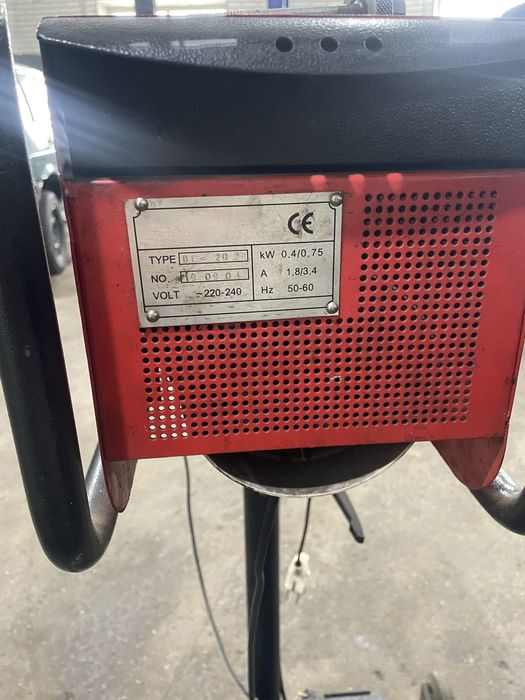 CE
TYPE
kW 0.4/0.75
NO.
A 1.8/3.4
VOLT ~220-240
Hz 50-60